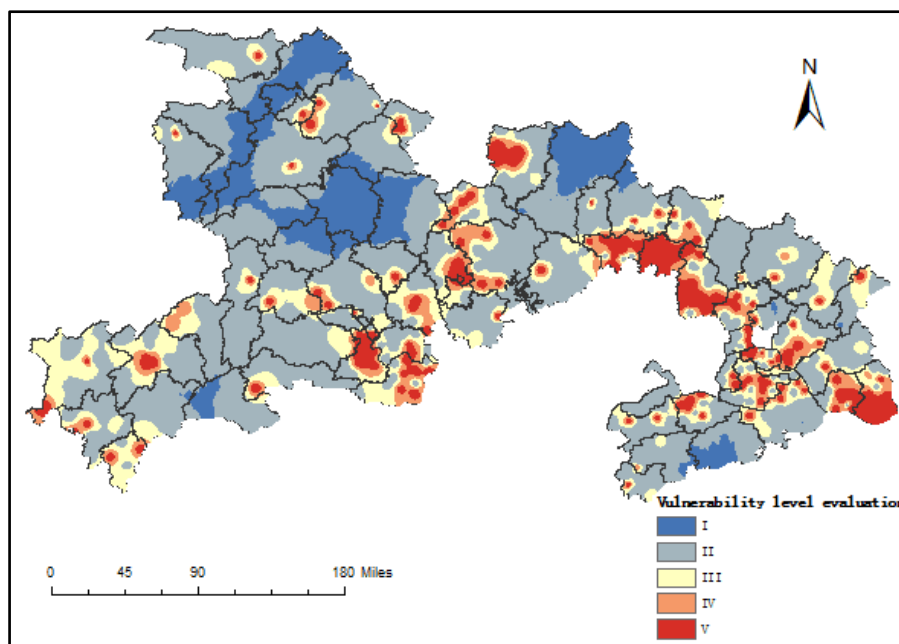 N
Vulnerability level evaluation
I
II
III
IV
V
0 45 90 180 Miles